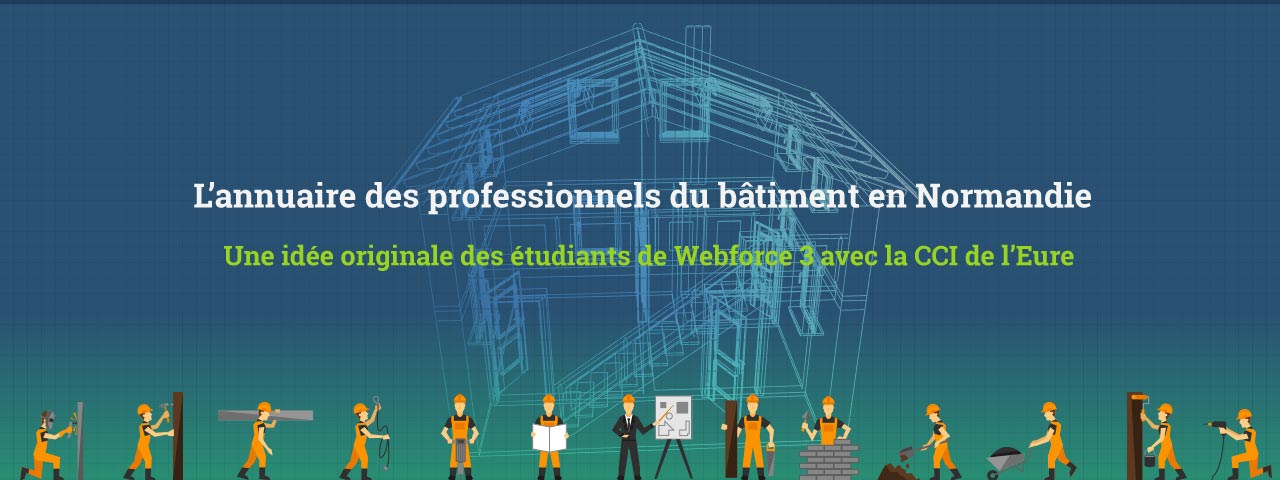 L’annuaire des professionnels du bâtiment en Normandie
Une idée originale des étudiants de Webforce 3 avec la CCI de l’Eure